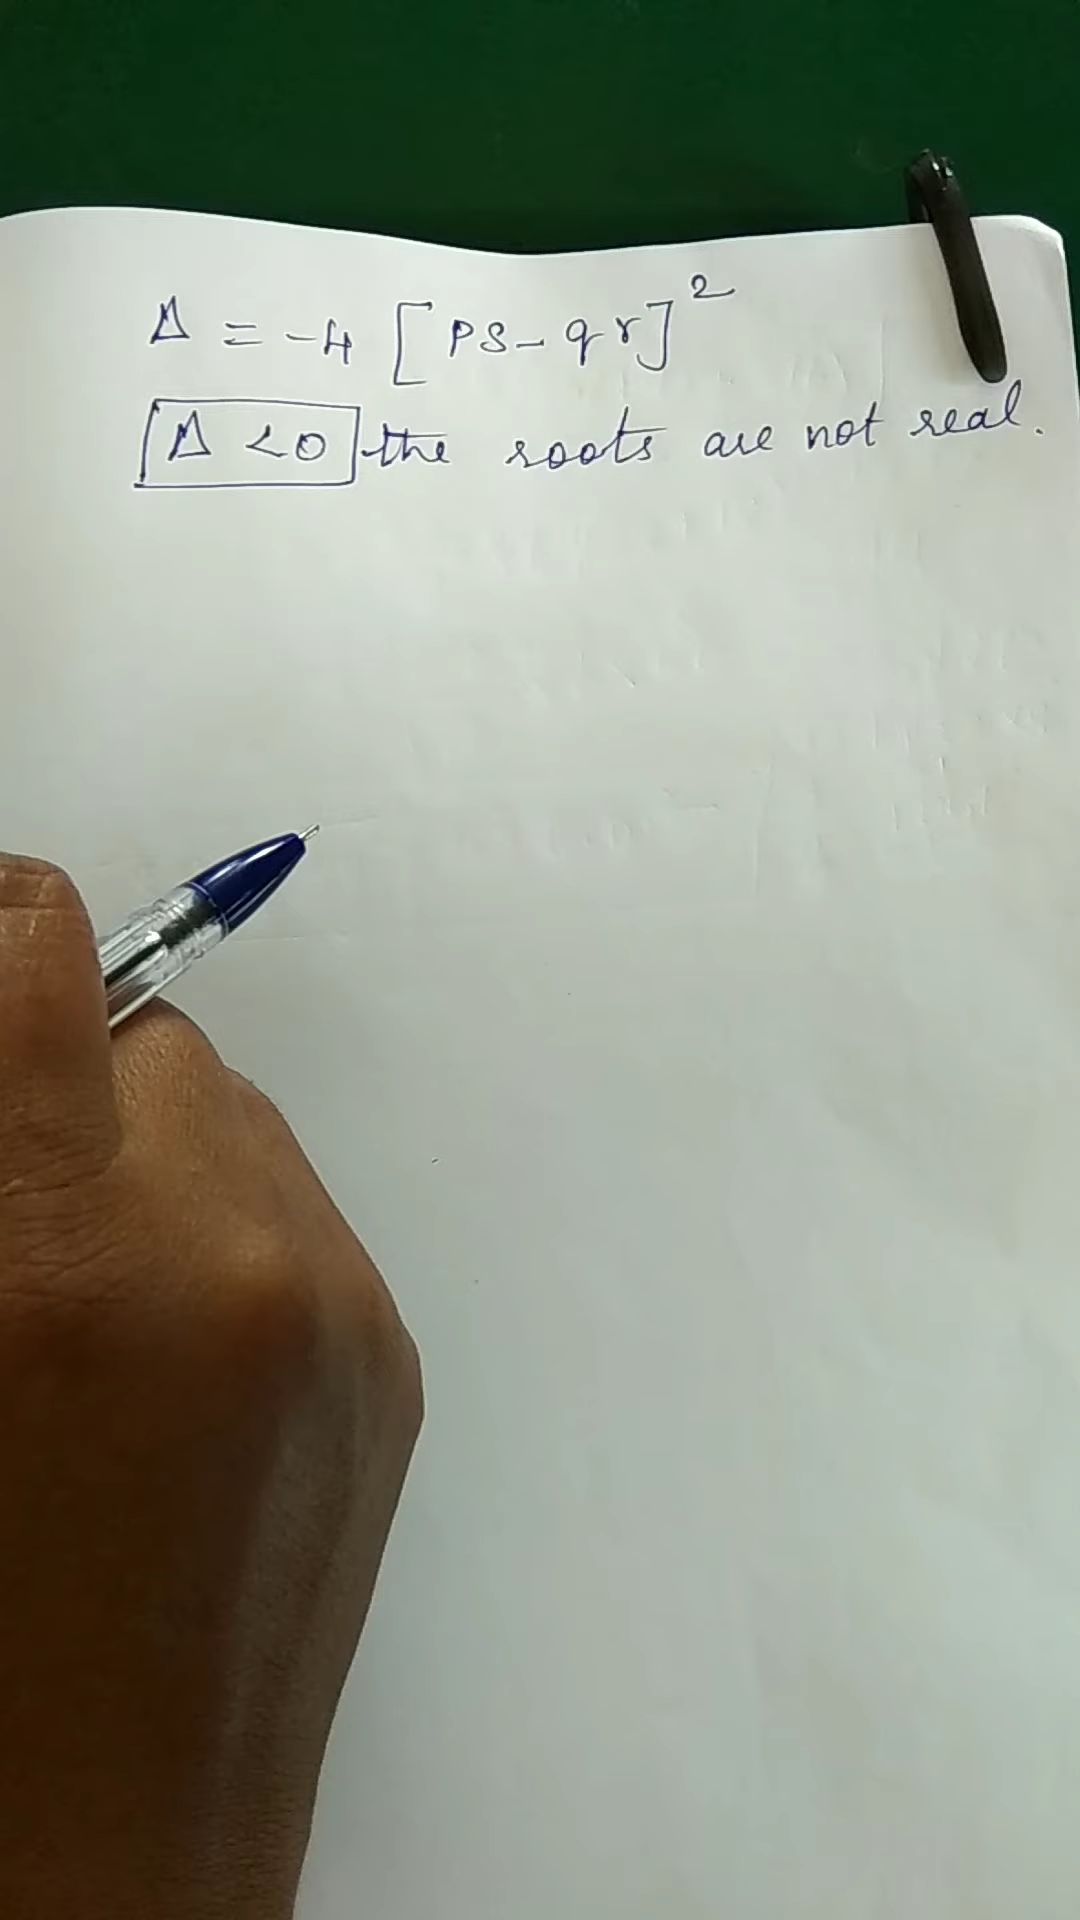 Δ = -4 [PS - qr]²
Δ < 0 the roots are not real.